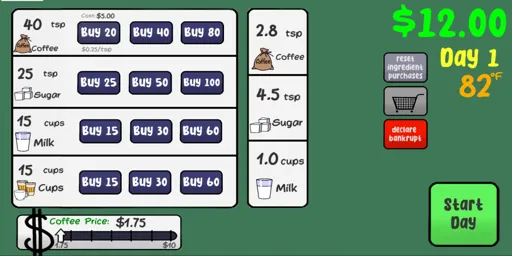 40 tsp
Coffee
Coffee
Cost: $5.00
$0.25/tsp
Buy 20
Buy 40
Buy 80
25 tsp
Sugar
Buy 25
Buy 50
Buy 100
15 cups
Milk
Buy 15
Buy 30
Buy 60
15 cups
Cups
Buy 15
Buy 30
Buy 60
2.8 tsp
Coffee
Coffee
4.5 tsp
Sugar
1.0 cups
Milk
$12.00
Day 1
82°F
reset
ingredient
purchases
declare
bankrupt
Start
Day
$
Coffee Price: $1.75
$10